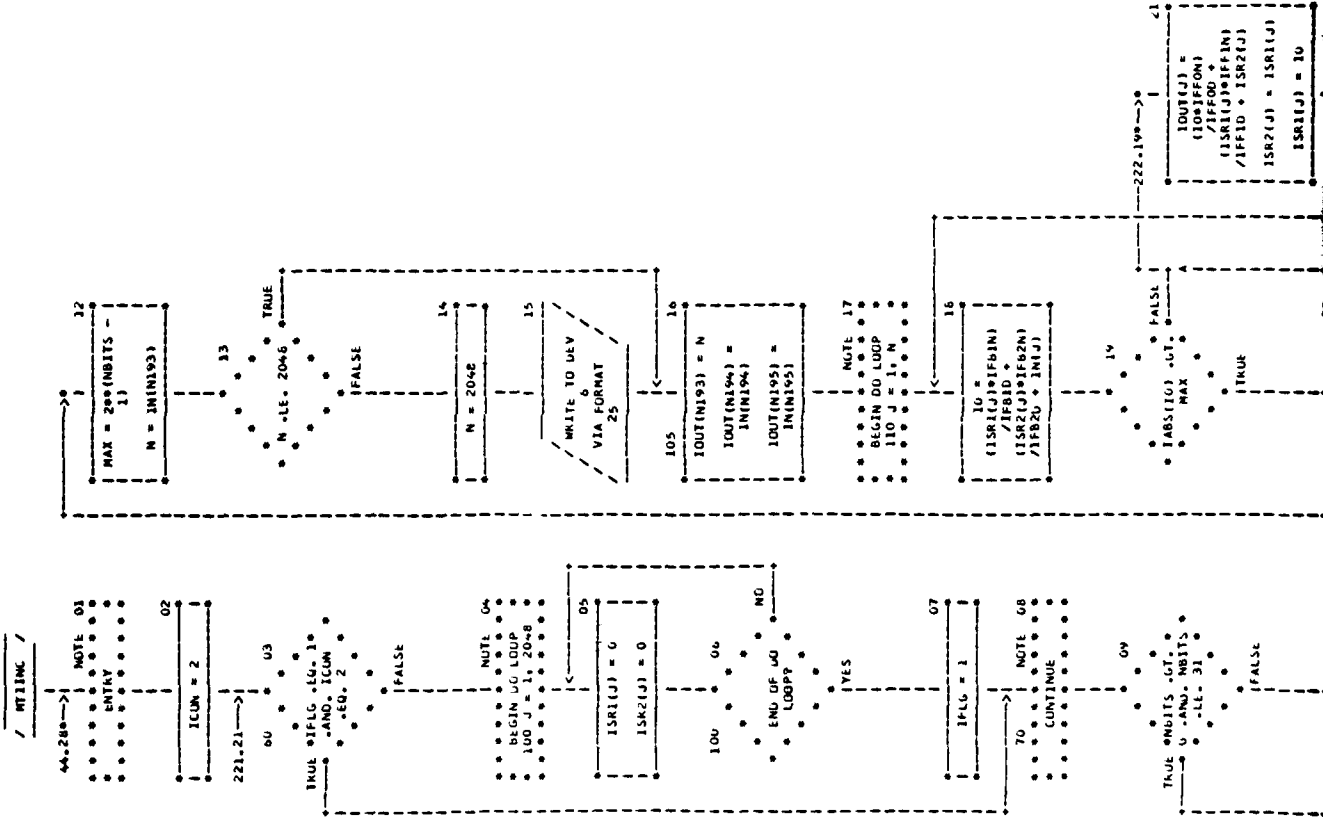 / MTIINC /
44.28*-->
NOTE 01
ENTRY
02
ICON = 2
221.21-->
60
03
TRUE
IFLG .EQ. 1
.AND. ICON
.EQ. 2
FALSE
NOTE 04
BEGIN DO LOOP
100 J = 1, 2048
05
ISR1(J) = 0
ISR2(J) = 0
100
06
END OF DO
LOOP?
NO
YES
07
IFLG = 1
70
NOTE 08
CONTINUE
09
TRUE
NBITS .GT.
0 .AND. NBITS
.LE. 31
FALSE
12
MAX = 2**(NBITS -
1)
N = IN(N193)
13
N .LE. 2048
TRUE
FALSE
14
N = 2048
15
WRITE TO DEV
6
VIA FORMAT
25
105
16
IOUT(N193) = N
IOUT(N194) =
IN(N194)
IOUT(N195) =
IN(N195)
NOTE 17
BEGIN DO LOOP
110 J = 1, N
18
IO =
(ISR1(J)*IFB1N)
/IFB1D +
(ISR2(J)*IFB2N)
/IFB2D + IN(J)
19
IABS(IO) .GT.
MAX
FALSE
TRUE
222.19*-->
21
IOUT(J) =
(IO*IFF0N)
/IFF0D +
(ISR1(J)*IFF1N)
/IFF1D + ISR2(J)
ISR2(J) = ISR1(J)
ISR1(J) = IO